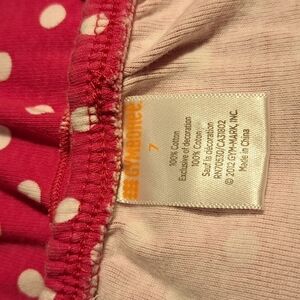 GYMBOREE
7
100% Cotton
Exclusive of decoration
100% Coton
Sauf la décoration
RN70530/CA31802
© 2012 GYM-MARK, INC.
Made in China